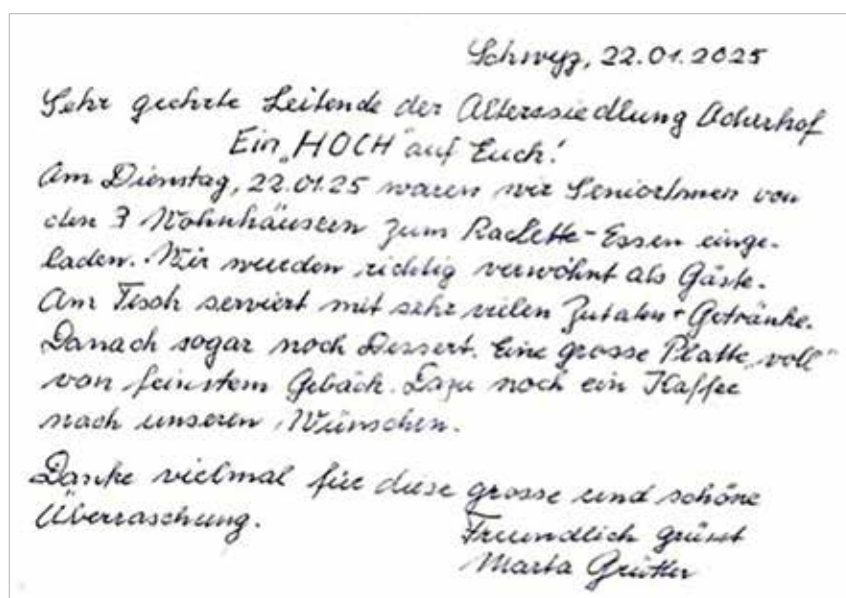 Schwyz, 22.01.2025
Sehr geehrte Leitende der Alterssiedlung Acherhof
Ein „HOCH" auf Euch!
Am Dienstag, 22.01.25 waren wir SeniorInnen von
den 3 Wohnhäusern zum Raclette-Essen einge-
laden. Wir wurden richtig verwöhnt als Gäste.
Am Tisch serviert mit sehr vielen Zutaten + Getränke.
Danach sogar noch Dessert. Eine grosse Platte „voll"
von feinstem Gebäck. Dazu noch ein Kaffee
nach unseren Wünschen.
Danke vielmal für diese grosse und schöne
Überraschung.
Freundlich grüsst
Marta Grütter